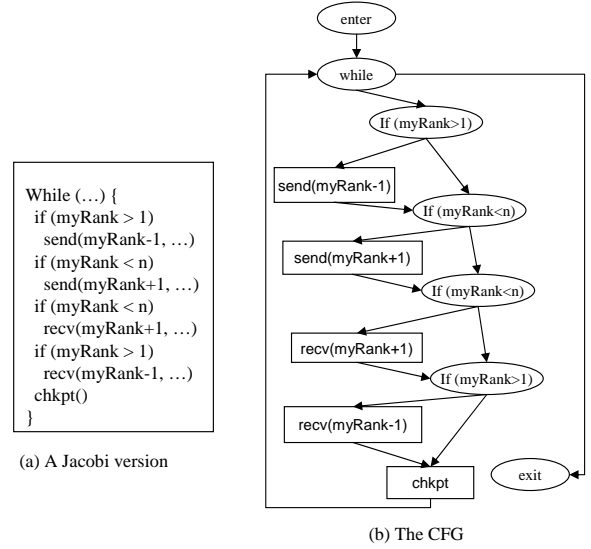 While (…) {
if (myRank > 1)
send(myRank-1, …)
if (myRank < n)
send(myRank+1, …)
if (myRank < n)
recv(myRank+1, …)
if (myRank > 1)
recv(myRank-1, …)
chkpt()
}
(a) A Jacobi version
enter
while
If (myRank>1)
send(myRank-1)
If (myRank<n)
send(myRank+1)
If (myRank<n)
recv(myRank+1)
If (myRank>1)
recv(myRank-1)
chkpt
exit
(b) The CFG